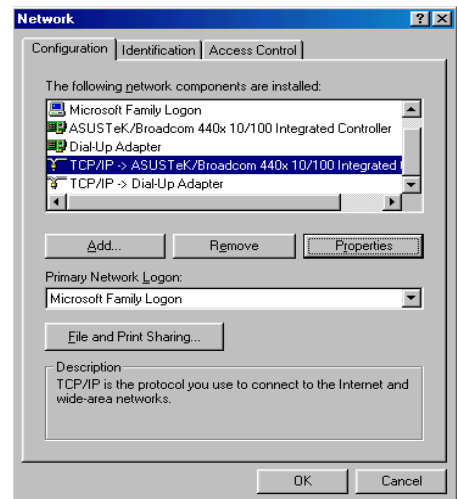 Network
Configuration Identification Access Control
The following network components are installed:
Microsoft Family Logon
ASUSTeK/Broadcom 440x 10/100 Integrated Controller
Dial-Up Adapter
TCP/IP -> ASUSTeK/Broadcom 440x 10/100 Integrated
TCP/IP -> Dial-Up Adapter
Add... Remove Properties
Primary Network Logon:
Microsoft Family Logon
File and Print Sharing...
Description
TCP/IP is the protocol you use to connect to the Internet and
wide-area networks.
OK Cancel